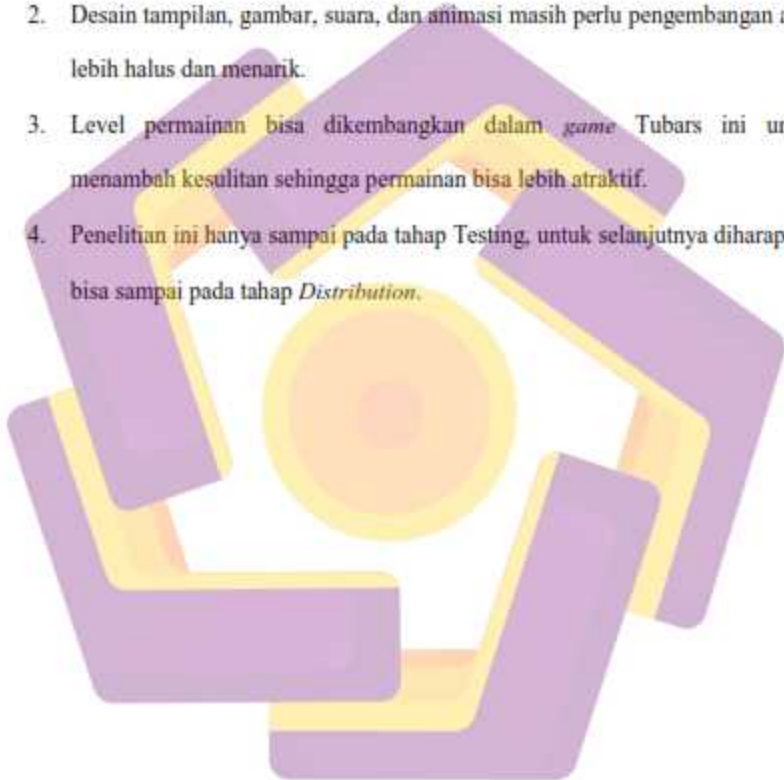 2. Desain tampilan, gambar, suara, dan animasi masih perlu pengembangan
lebih halus dan menarik.
3. Level permainan bisa dikembangkan dalam game Tubars ini
menambah kesulitan sehingga permainan bisa lebih atraktif.
4. Penelitian ini hanya sampai pada tahap Testing, untuk selanjutnya
bisa sampai pada tahap Distribution.